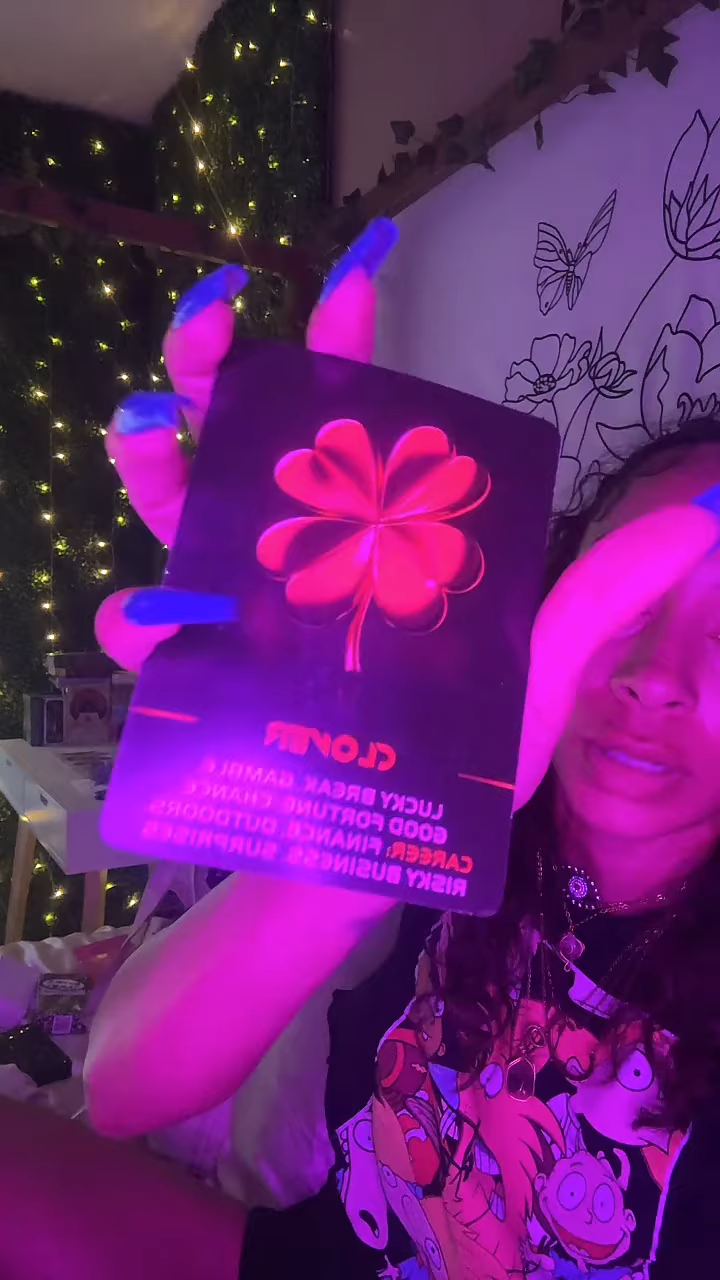 CLOVER
LUCKY BREAK, GAMBLE,
GOOD FORTUNE, CHANCE
CAREER: FINANCE, OUTDOORS,
RISKY BUSINESS, SURPRISES